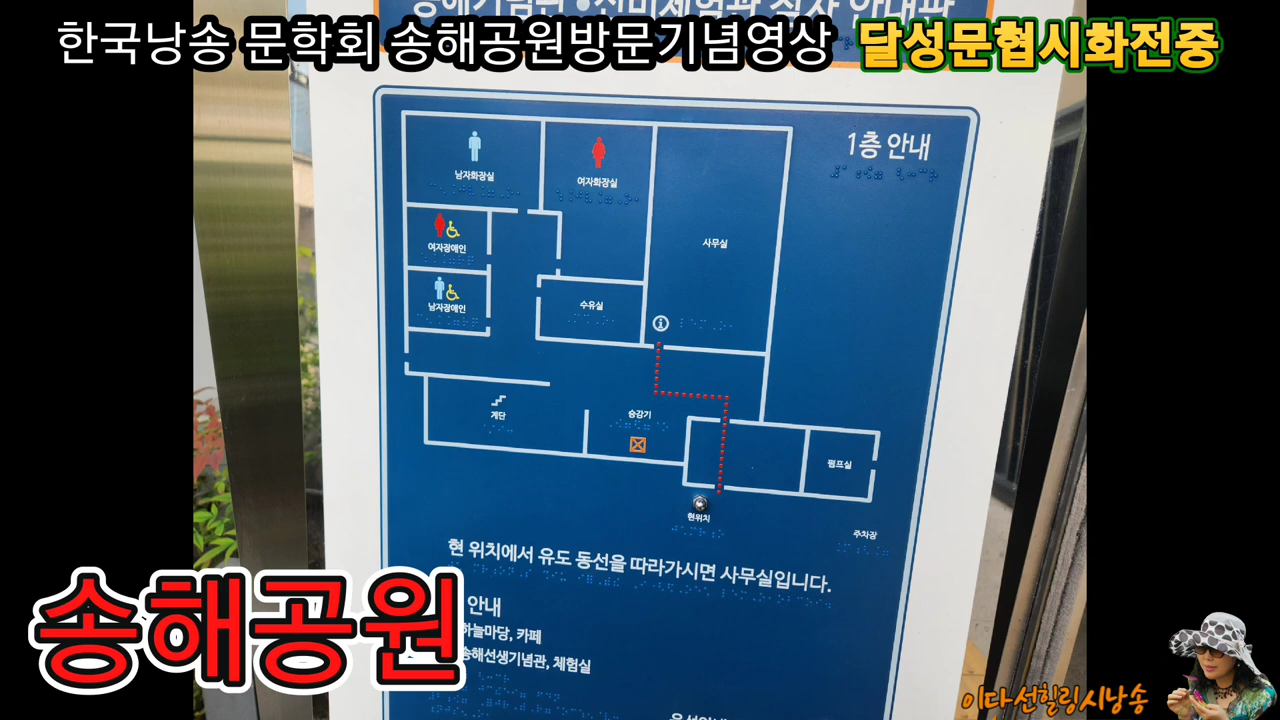 한국낭송 문학회 송해공원방문기념영상 달성문협시화전중
1층 안내
남자화장실
여자화장실
여자장애인
사무실
남자장애인
수유실
계단
승강기
펌프실
현위치
주차장
현 위치에서 유도 동선을 따라가시면 사무실입니다.
안내
하늘마당, 카페
송해선생기념관, 체험실
송해공원
이다선힐링시낭송